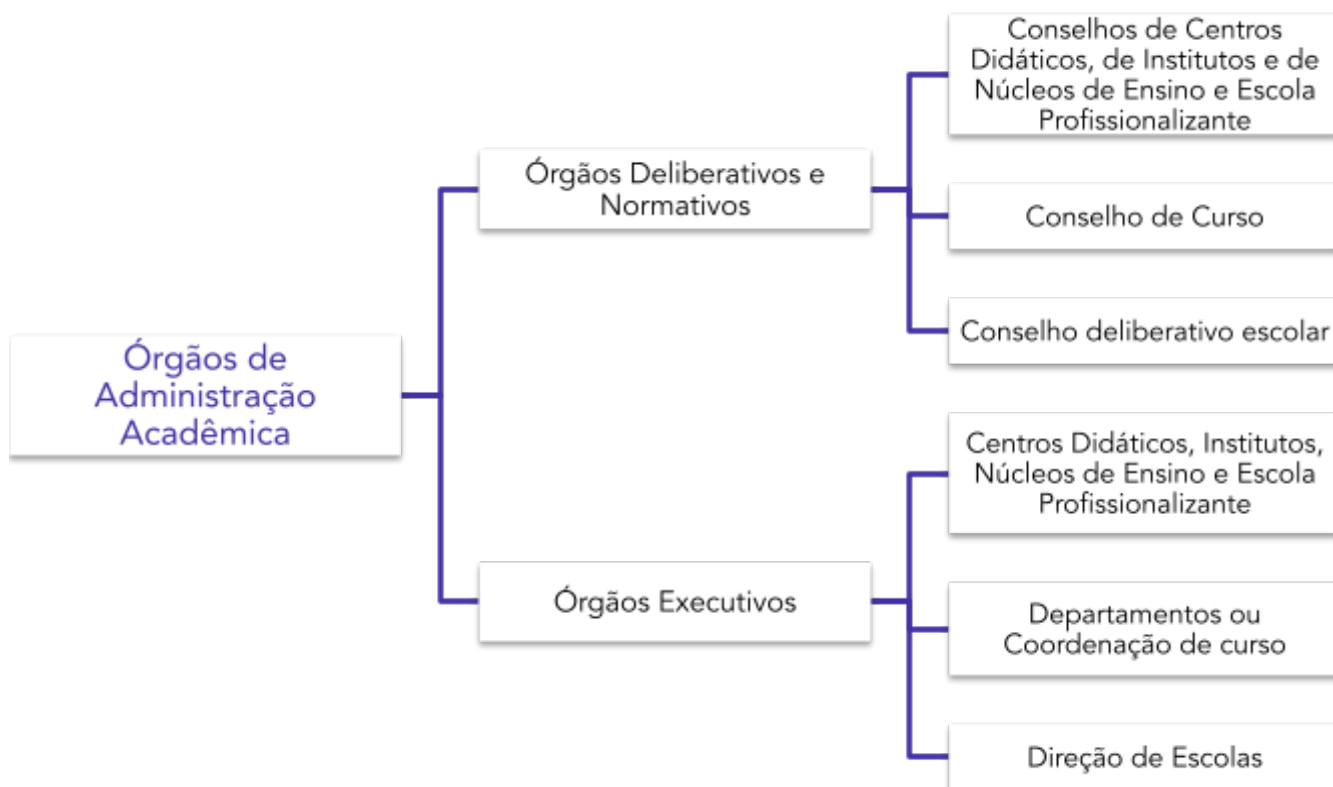 Órgãos de
Administração
Acadêmica
Órgãos Deliberativos e
Normativos
Conselhos de Centros
Didáticos, de Institutos e de
Núcleos de Ensino e Escola
Profissionalizante
Conselho de Curso
Conselho deliberativo escolar
Órgãos Executivos
Centros Didáticos, Institutos,
Núcleos de Ensino e Escola
Profissionalizante
Departamentos ou
Coordenação de curso
Direção de Escolas